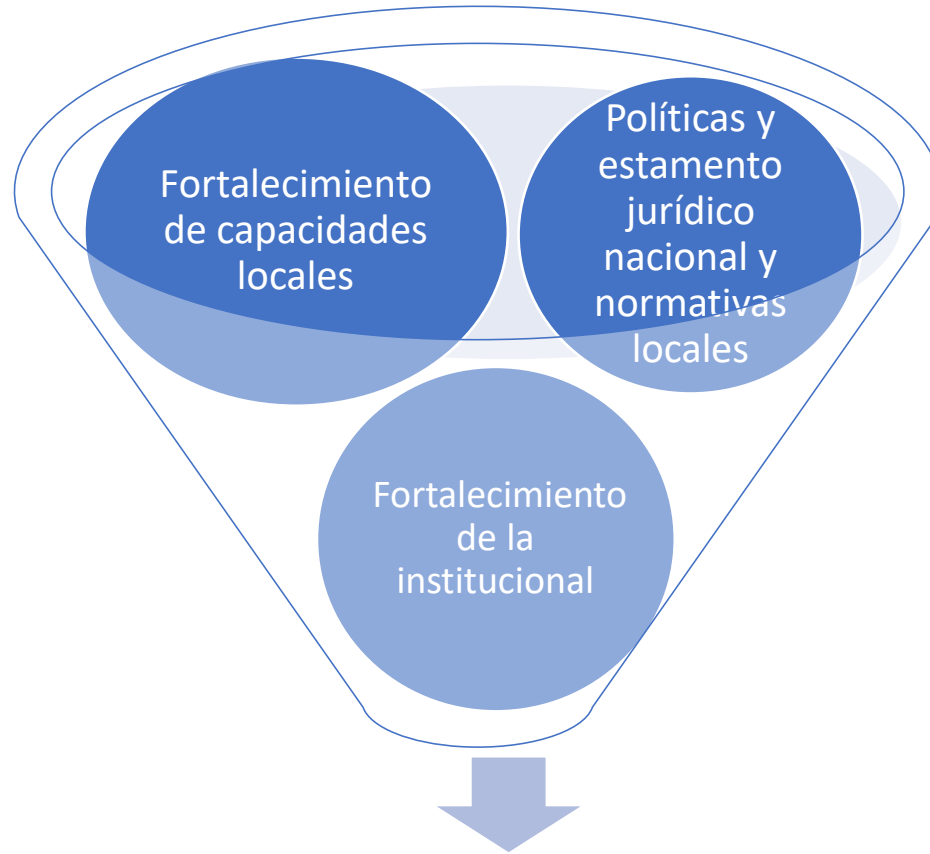 Fortalecimiento
de capacidades
locales
Políticas y
estamento
jurídico
nacional y
normativas
locales
Fortalecimiento
de la
institucional